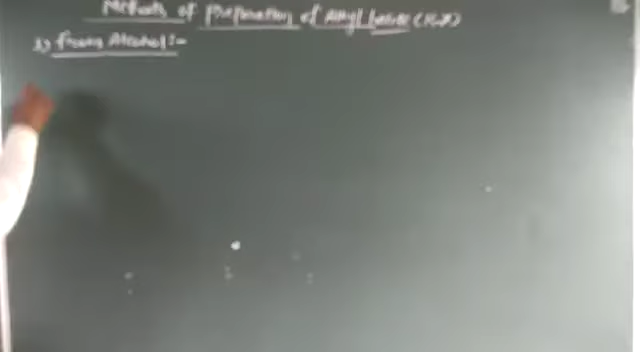 Methods of Preparation of Alkyl halide (R-X)
1) From Alcohol:-